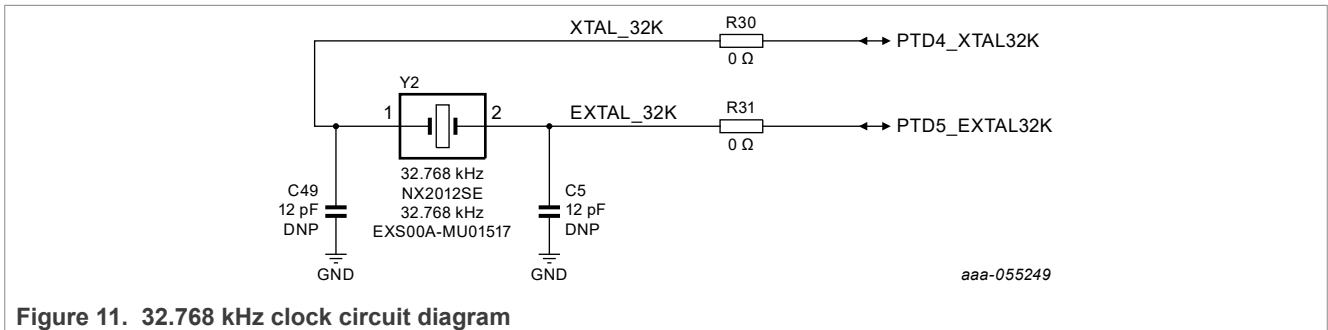 XTAL_32K
R30
0 Ω
PTD4_XTAL32K
Y2
1
2
EXTAL_32K
R31
0 Ω
PTD5_EXTAL32K
32.768 kHz
NX2012SE
32.768 kHz
EXS00A-MU01517
C49
12 pF
DNP
GND
C5
12 pF
DNP
GND
aaa-055249
Figure 11. 32.768 kHz clock circuit diagram